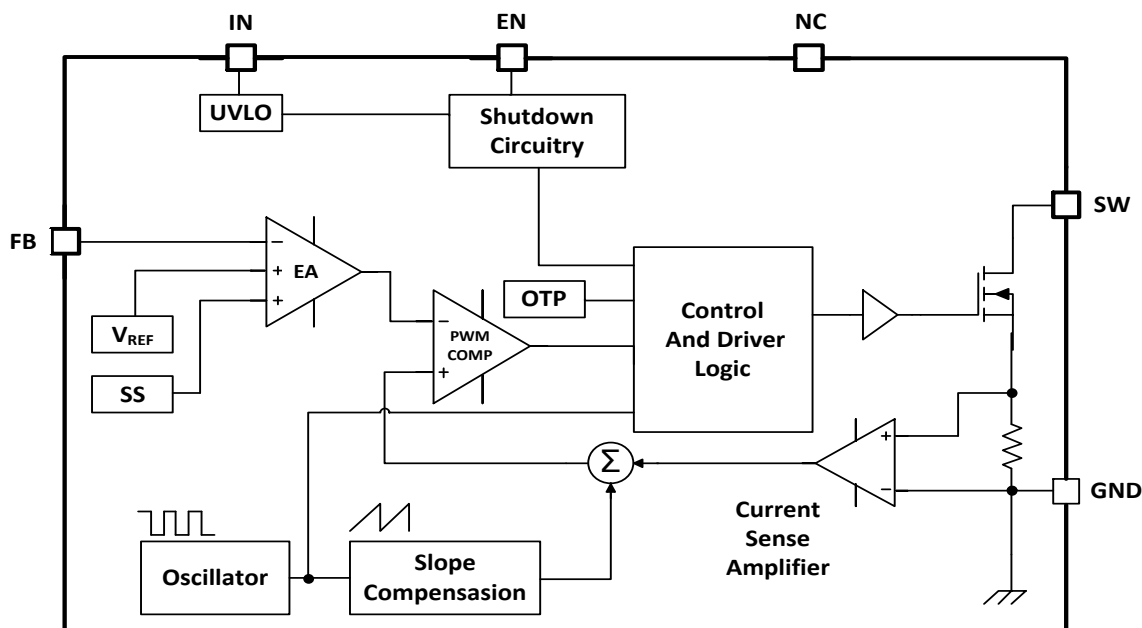 IN
EN
NC
UVLO
Shutdown
Circuitry
SW
FB
−
+
EA
+
V_REF
SS
OTP
Control
And Driver
Logic
−
PWM
COMP
+
+
−
Σ
GND
Current
Sense
Amplifier
Oscillator
Slope
Compensasion